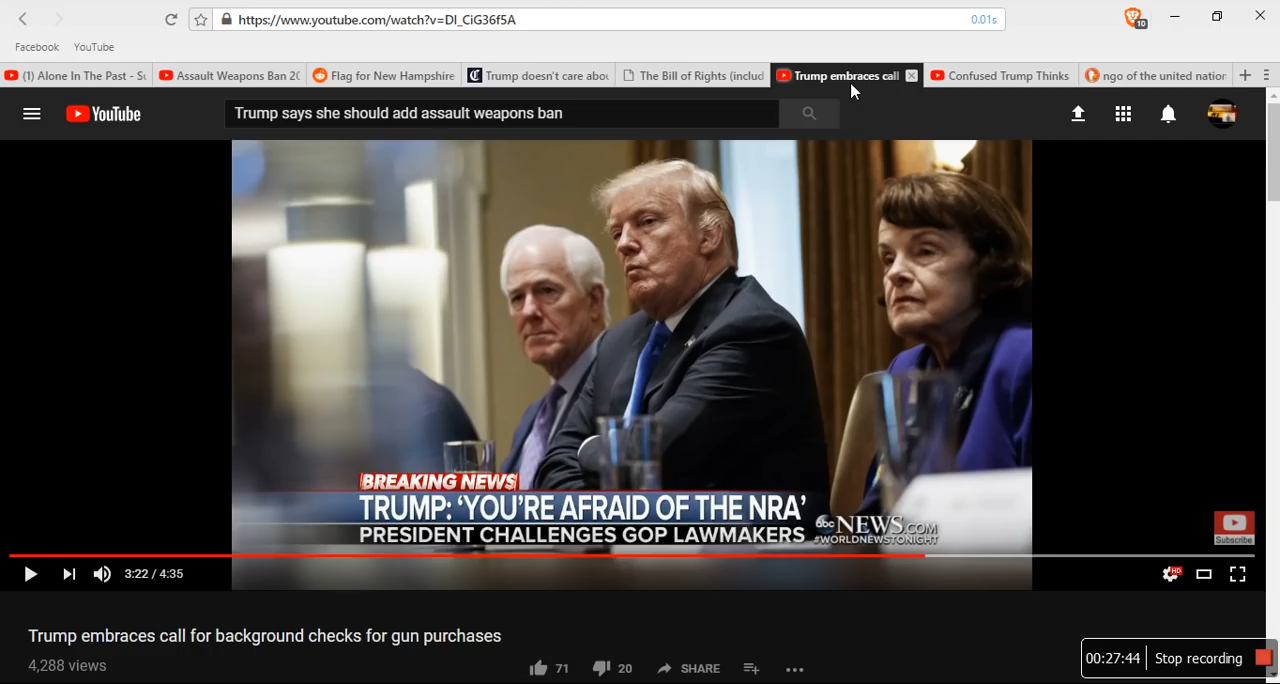 https://www.youtube.com/watch?v=DI_CiG36f5A
0.01s
10
Facebook
YouTube
(1) Alone In The Past - Su
Assault Weapons Ban 20
Flag for New Hampshire
Trump doesn't care abou
The Bill of Rights (includ
Trump embraces call
Confused Trump Thinks
ngo of the united nation
YouTube
Trump says she should add assault weapons ban
BREAKING NEWS
TRUMP: 'YOU'RE AFRAID OF THE NRA'
PRESIDENT CHALLENGES GOP LAWMAKERS
abc NEWS.COM
#WORLDNEWSTONIGHT
Subscribe
3:22 / 4:35
HD
Trump embraces call for background checks for gun purchases
4,288 views
71
20
SHARE
00:27:44
Stop recording